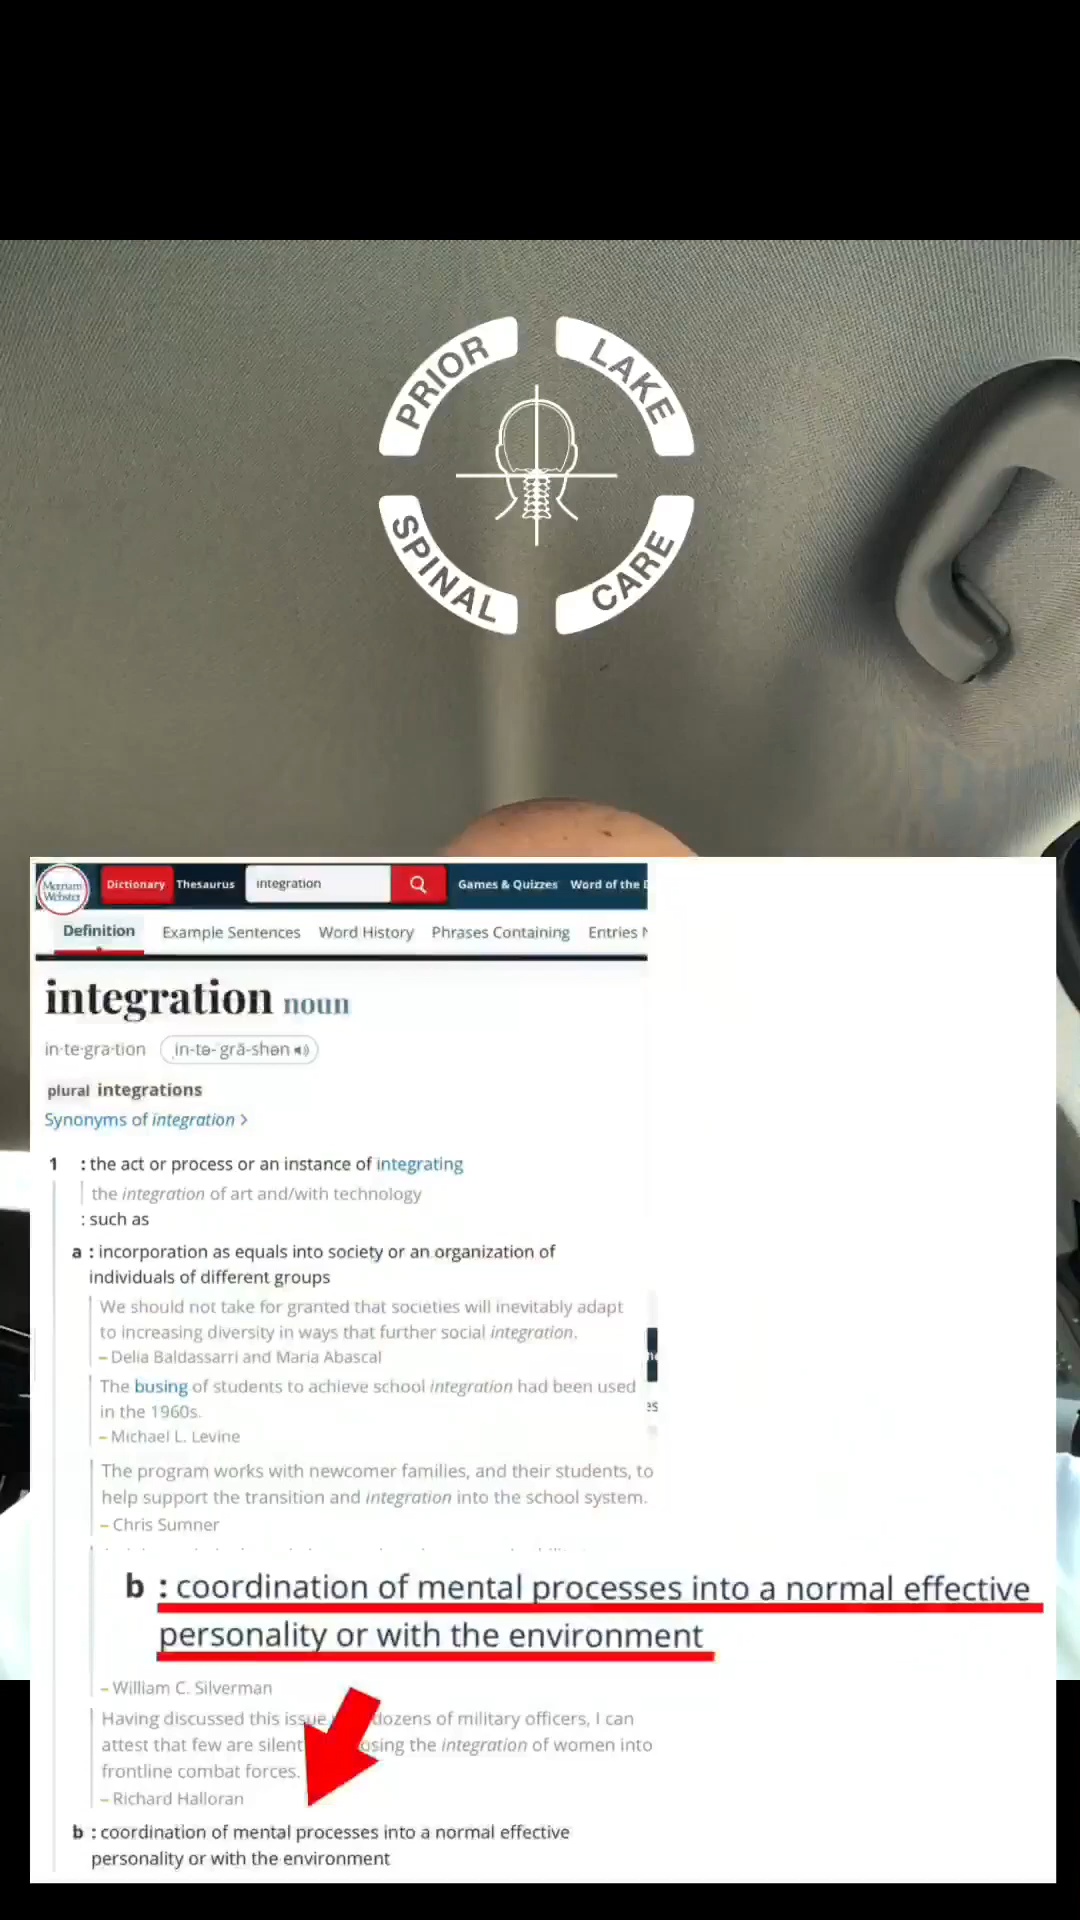 PRIOR LAKE
SPINAL CARE
Merriam
Webster
Dictionary Thesaurus integration Games & Quizzes Word of the
Definition Example Sentences Word History Phrases Containing Entries
integration noun
in·te·gra·tion ˌin-tə-ˈgrā-shən
plural integrations
Synonyms of integration >
1 : the act or process or an instance of integrating
the integration of art and/with technology
: such as
a : incorporation as equals into society or an organization of
individuals of different groups
We should not take for granted that societies will inevitably adapt
to increasing diversity in ways that further social integration.
– Delia Baldassarri and Maria Abascal
The busing of students to achieve school integration had been used
in the 1960s.
– Michael L. Levine
es
The program works with newcomer families, and their students, to
help support the transition and integration into the school system.
– Chris Sumner
b : coordination of mental processes into a normal effective
personality or with the environment
– William C. Silverman
Having discussed this issue dozens of military officers, I can
attest that few are silent the integration of women into
frontline combat forces.
– Richard Halloran
b : coordination of mental processes into a normal effective
personality or with the environment